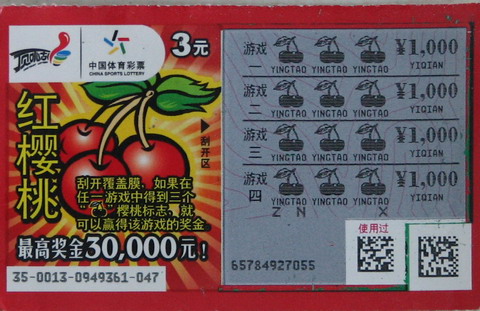 顶呱刮
中国体育彩票
CHINA SPORTS LOTTERY
3元
红樱桃
刮开区
刮开覆盖膜,如果在
任一游戏中得到三个
“ ”樱桃标志,就
可以赢得该游戏的奖金
最高奖金30,000元!
35-0013-0949361-047
游戏一 ¥1,000
YINGTAO YINGTAO YINGTAO YIQIAN
游戏二 ¥1,000
YINGTAO YINGTAO YINGTAO YIQIAN
游戏三 ¥1,000
YINGTAO YINGTAO YINGTAO YIQIAN
游戏四 ¥1,000
YINGTAO YINGTAO YINGTAO YIQIAN
Z N X
使用过
65784927055